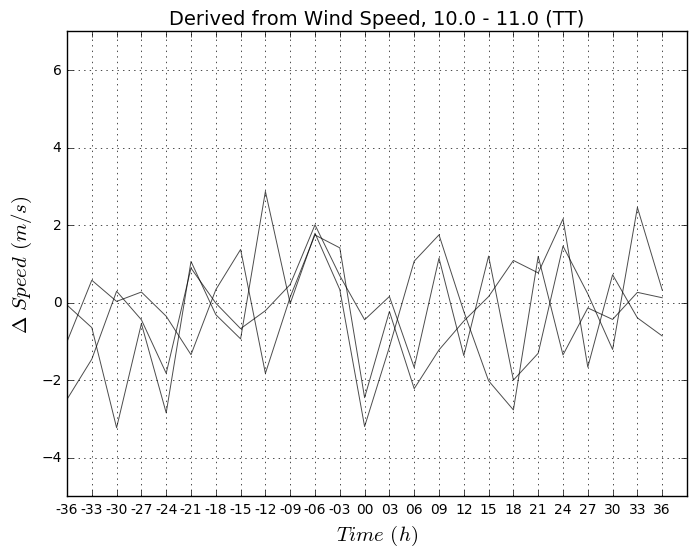 Derived from Wind Speed, 10.0 - 11.0 (TT)
6
4
2
0
−2
−4
Δ Speed (m/s)
-36 -33 -30 -27 -24 -21 -18 -15 -12 -09 -06 -03 00 03 06 09 12 15 18 21 24 27 30 33 36
Time (h)